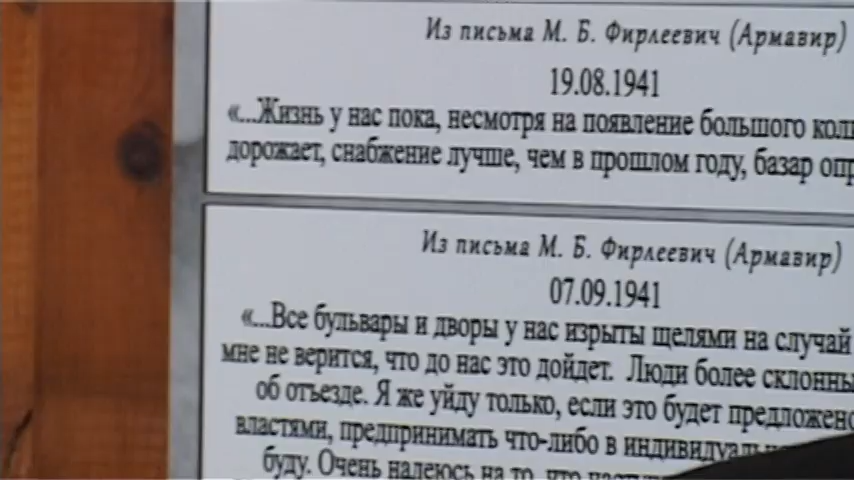 Из письма М. Б. Фирлеевич (Армавир)
19.08.1941
«...Жизнь у нас пока, несмотря на появление большого
дорожает, снабжение лучше, чем в прошлом году, базар
Из письма М. Б. Фирлеевич (Армавир)
07.09.1941
«...Все бульвары и дворы у нас изрыты щелями на случай
мне не верится, что до нас это дойдет. Люди более
об отъезде. Я же уйду только, если это будет
властями, предпринимать что-либо в
буду. Очень надеюсь на то, что